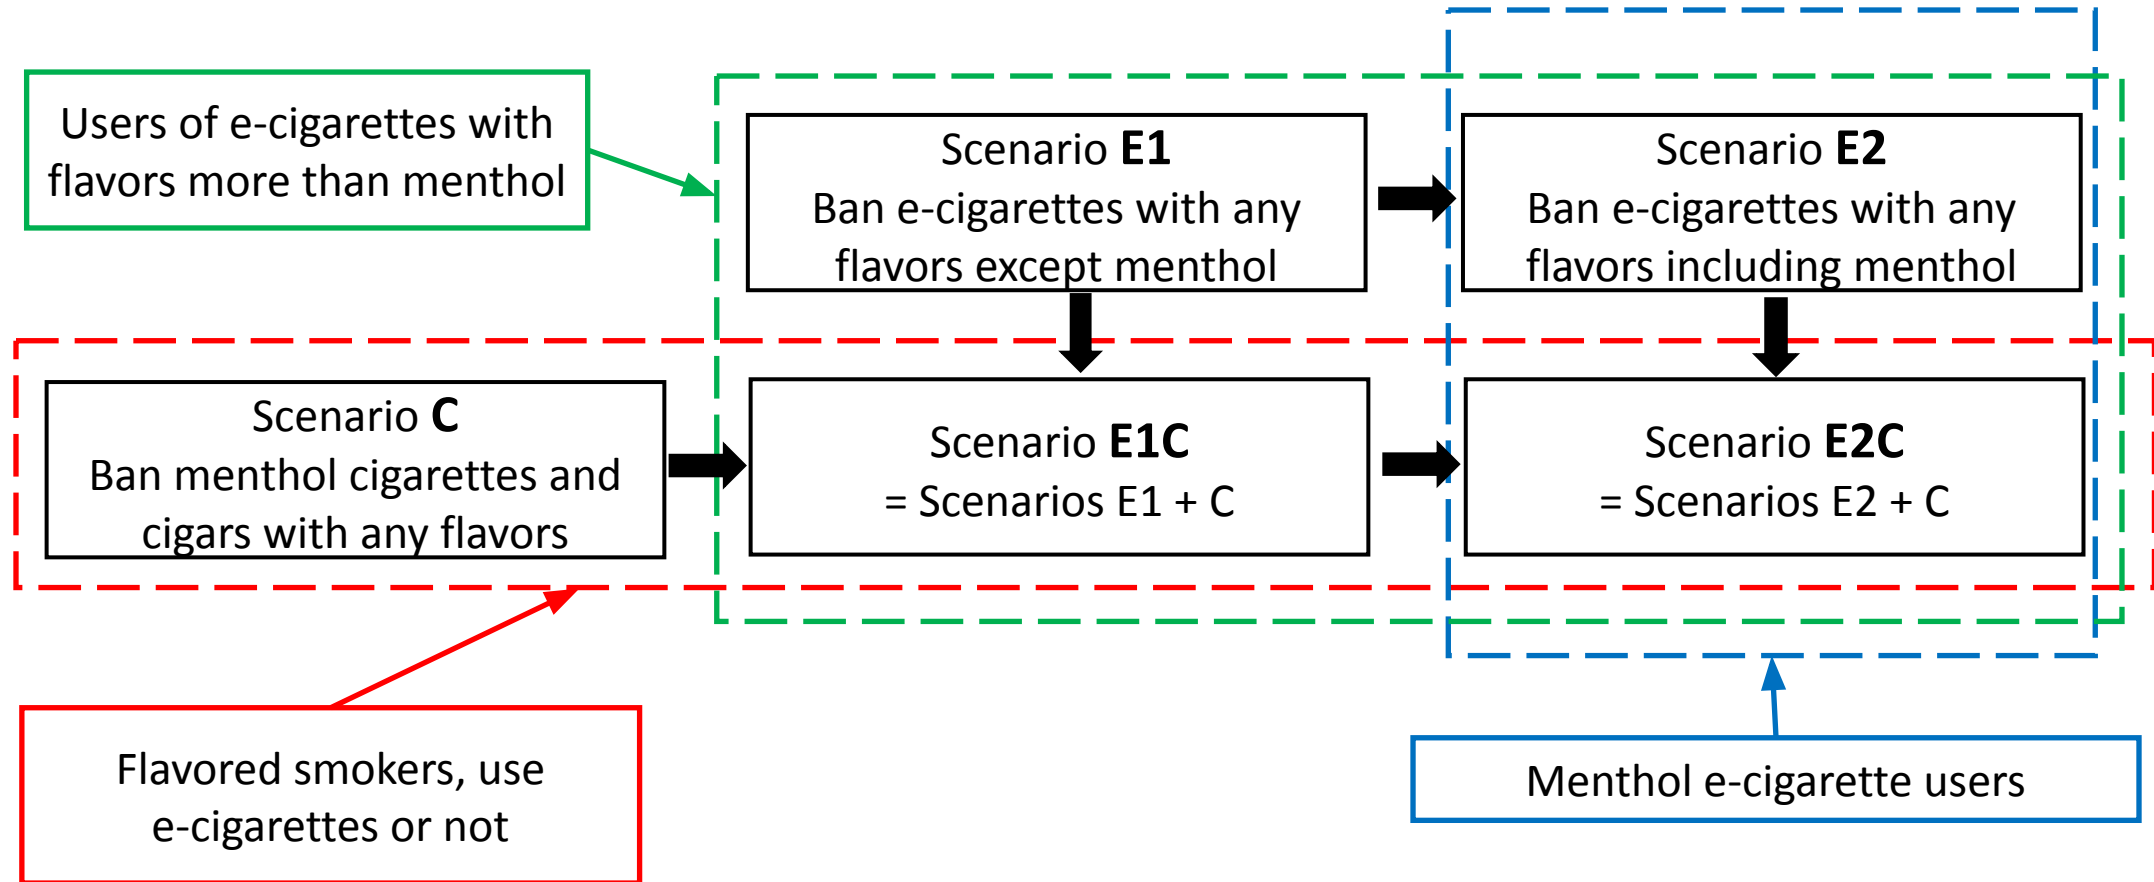 Users of e-cigarettes with
flavors more than menthol
Scenario E1
Ban e-cigarettes with any
flavors except menthol
Scenario E2
Ban e-cigarettes with any
flavors including menthol
Scenario C
Ban menthol cigarettes and
cigars with any flavors
Scenario E1C
= Scenarios E1 + C
Scenario E2C
= Scenarios E2 + C
Flavored smokers, use
e-cigarettes or not
Menthol e-cigarette users